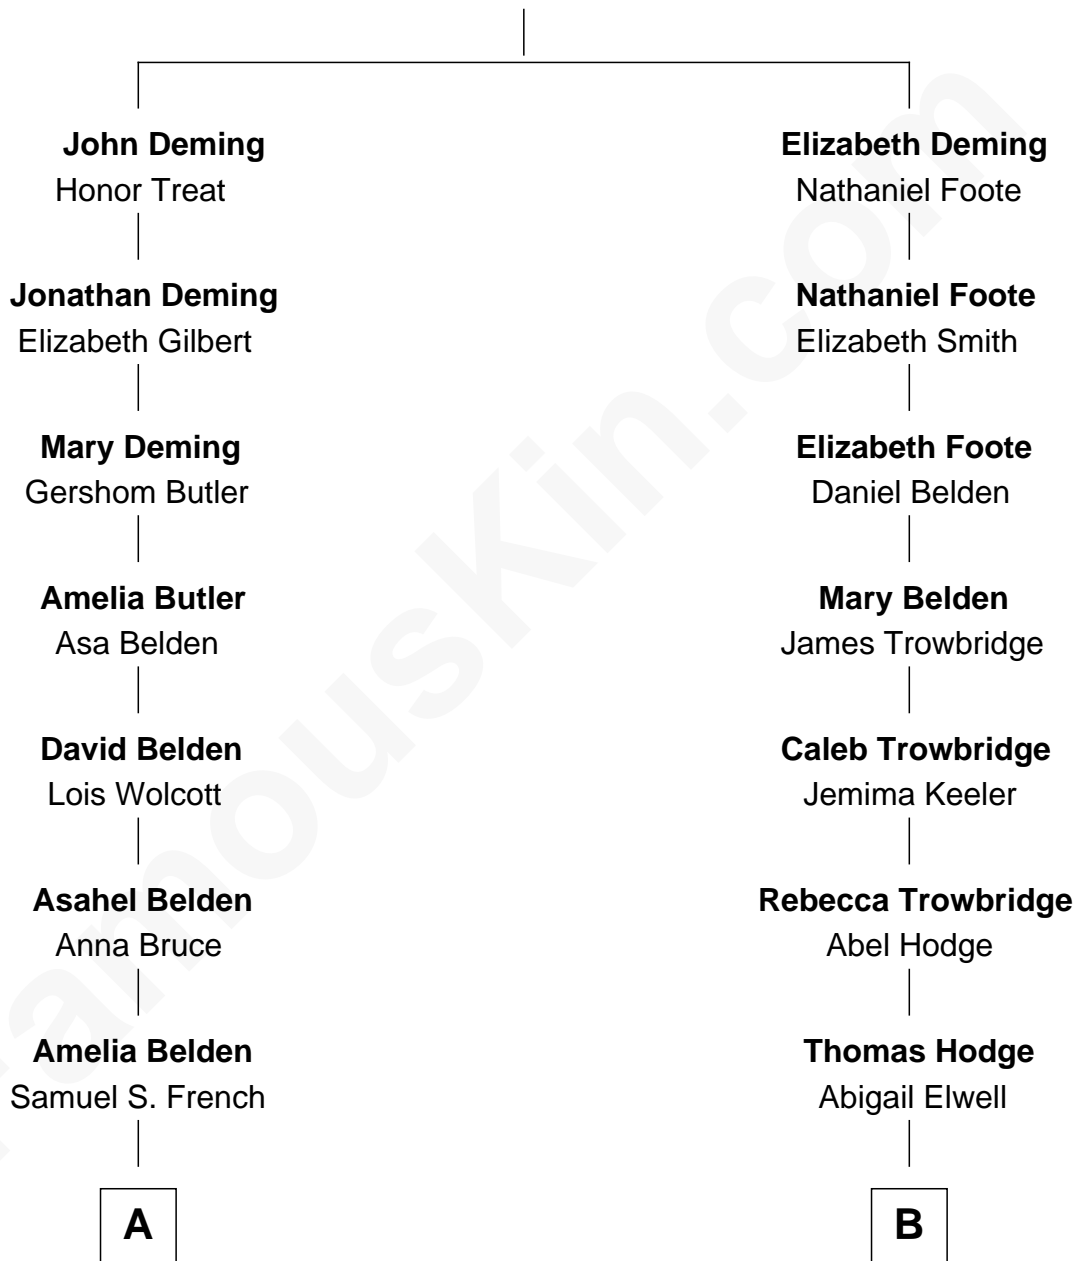 John Deming
Honor Treat
Jonathan Deming
Elizabeth Gilbert
Mary Deming
Gershom Butler
Amelia Butler
Asa Belden
David Belden
Lois Wolcott
Asahel Belden
Anna Bruce
Amelia Belden
Samuel S. French
A
Elizabeth Deming
Nathaniel Foote
Nathaniel Foote
Elizabeth Smith
Elizabeth Foote
Daniel Belden
Mary Belden
James Trowbridge
Caleb Trowbridge
Jemima Keeler
Rebecca Trowbridge
Abel Hodge
Thomas Hodge
Abigail Elwell
B
FamousKin.com